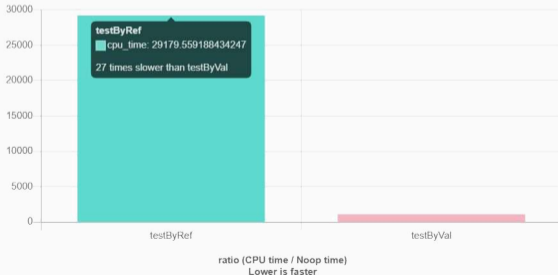 30000
testByRef
cpu_time: 29179.559188434247
27 times slower than testByVal
25000
20000
15000
10000
5000
0
testByRef
testByVal
ratio (CPU time / Noop time)
Lower is faster